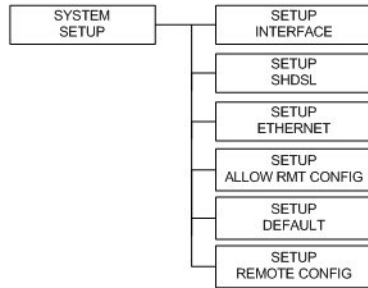 SYSTEM
SETUP
SETUP
INTERFACE
SETUP
SHDSL
SETUP
ETHERNET
SETUP
ALLOW RMT CONFIG
SETUP
DEFAULT
SETUP
REMOTE CONFIG